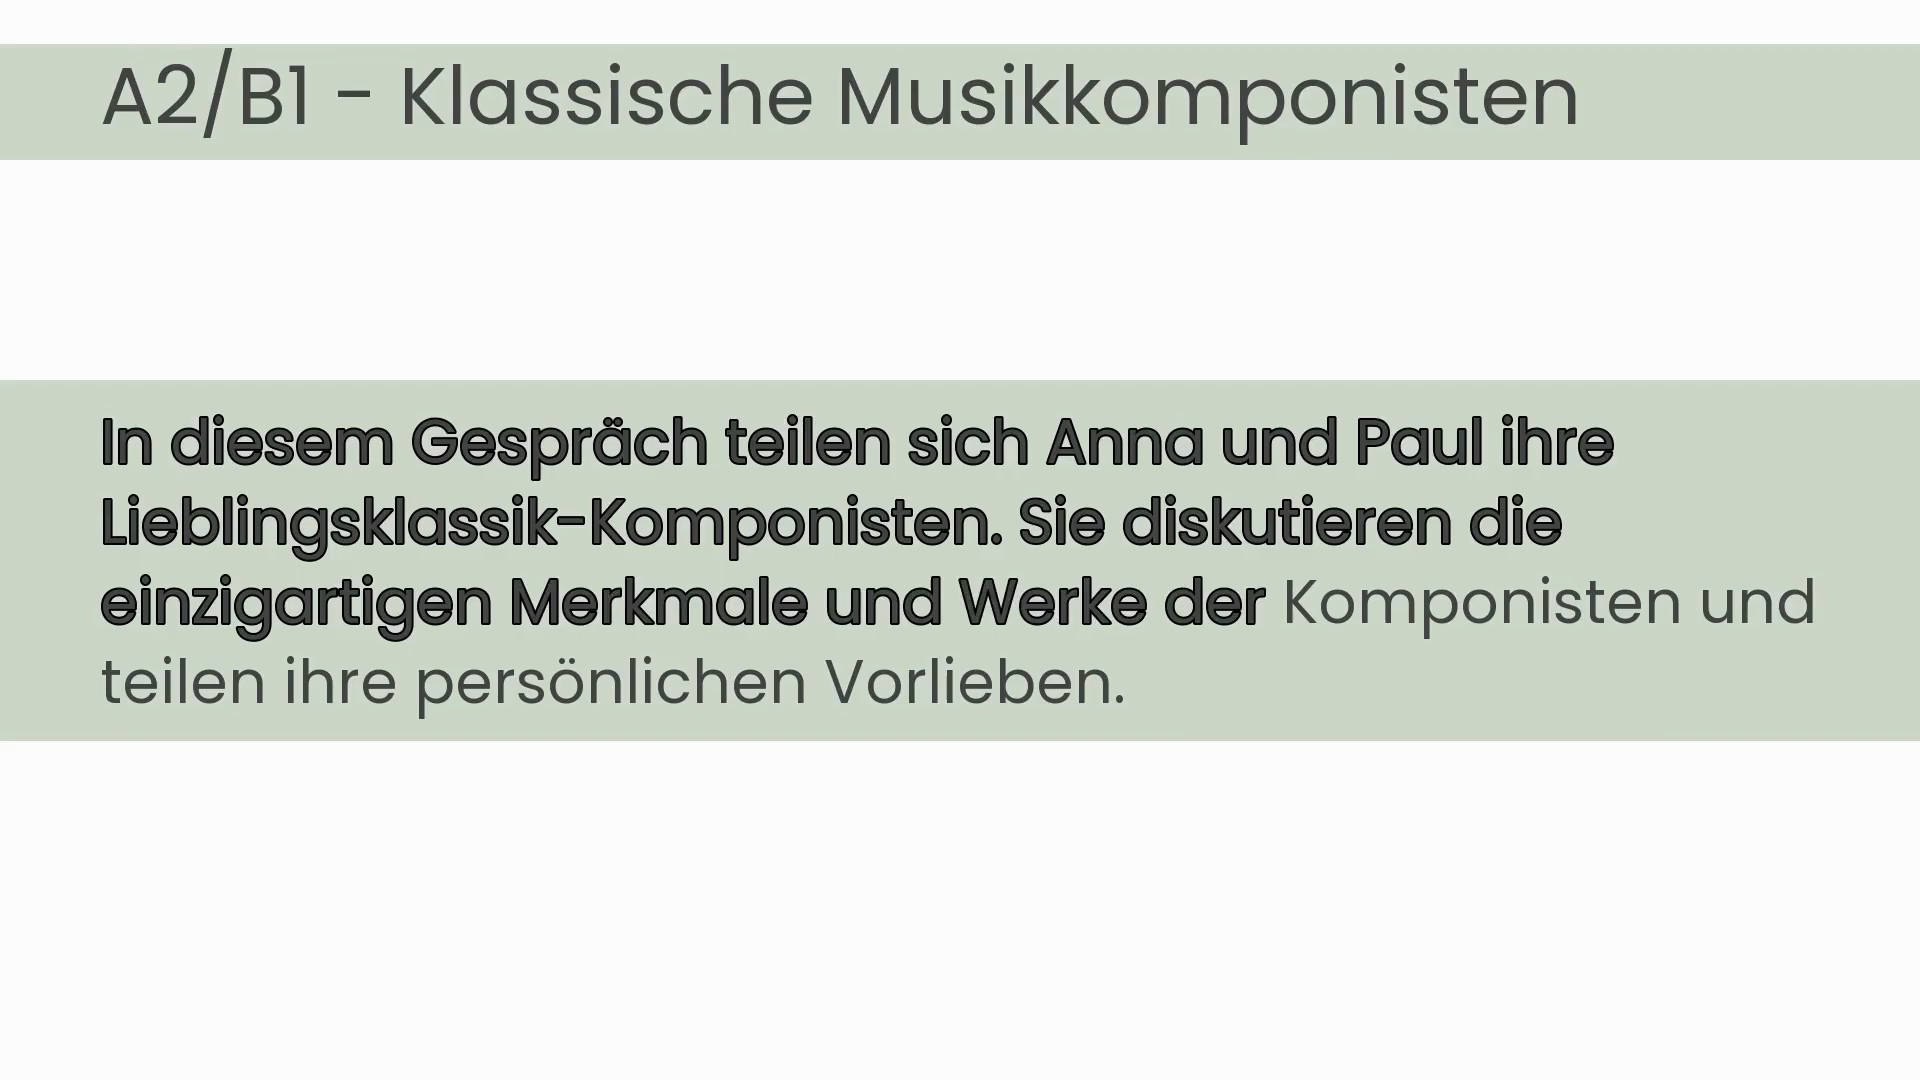 A2/B1 - Klassische Musikkomponisten
In diesem Gespräch teilen sich Anna und Paul ihre
Lieblingsklassik-Komponisten. Sie diskutieren die
einzigartigen Merkmale und Werke der Komponisten und
teilen ihre persönlichen Vorlieben.